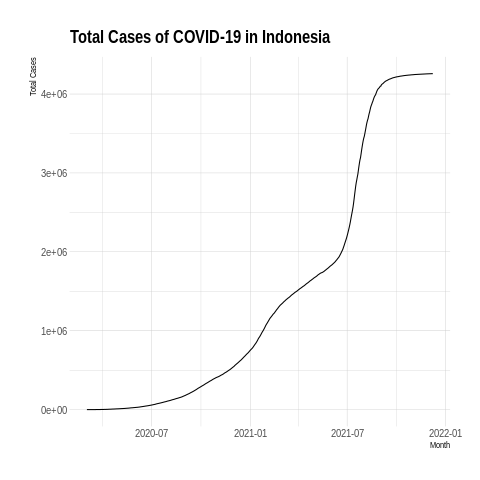 Total Cases of COVID-19 in Indonesia
Total Cases
4e+06
3e+06
2e+06
1e+06
0e+00
2020-07 2021-01 2021-07 2022-01
Month